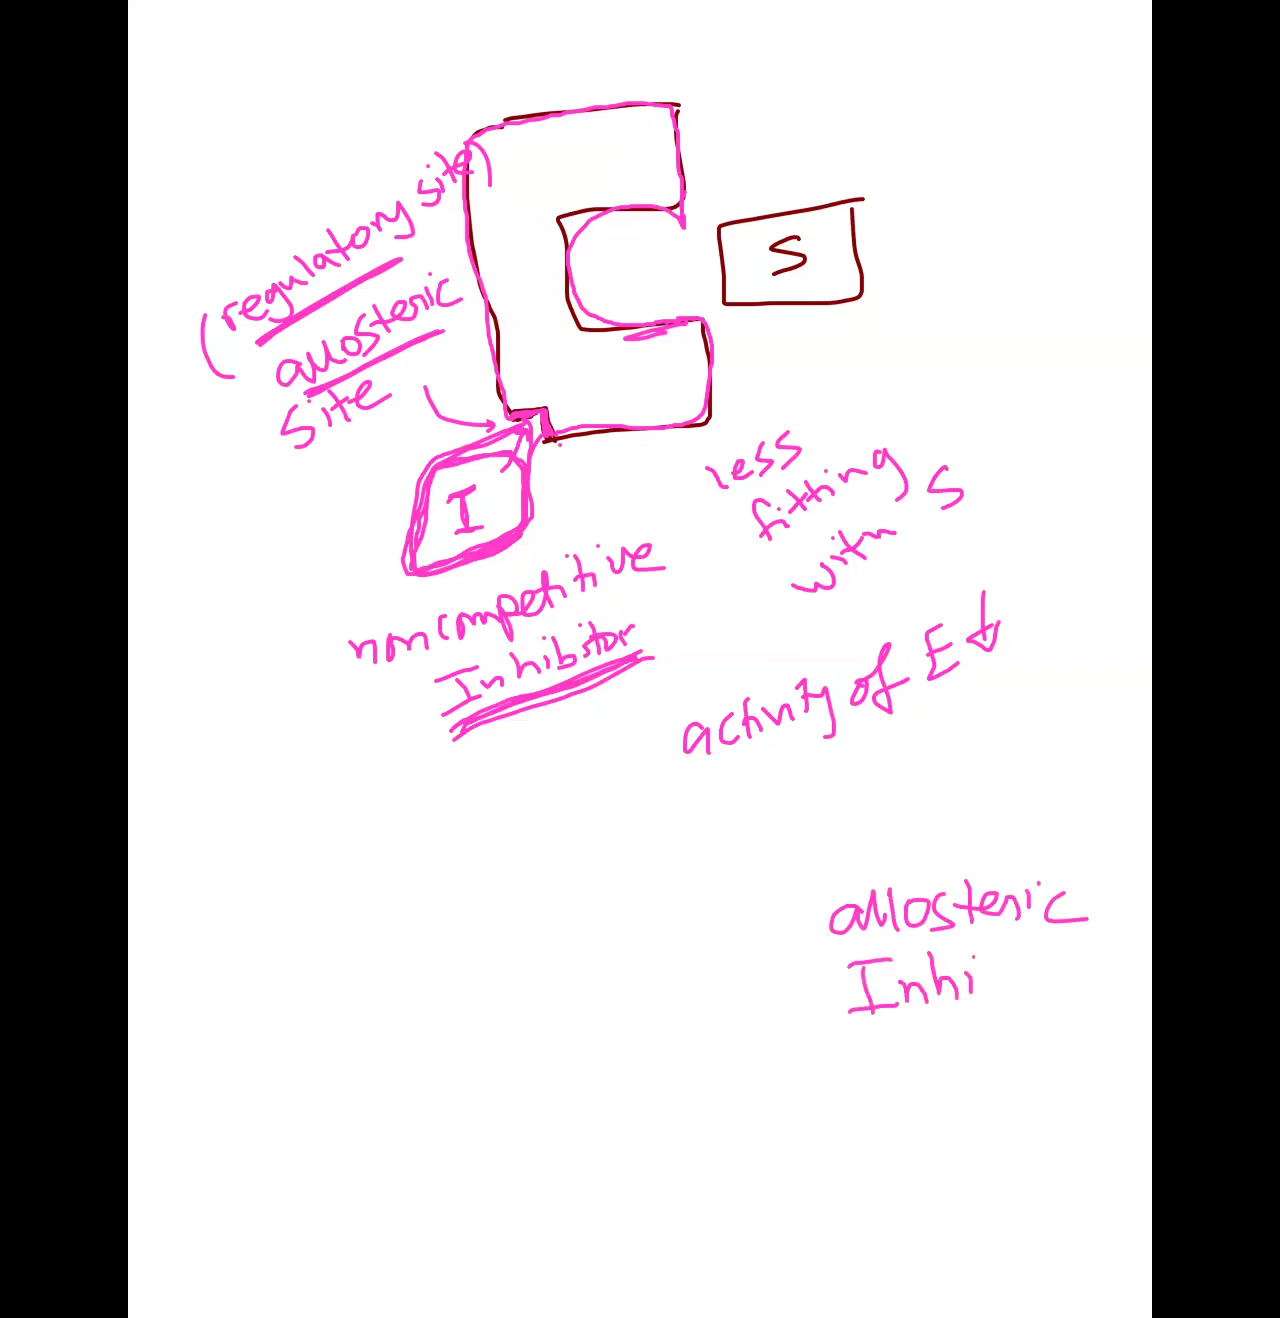 (regulatory site)
allosteric
site
S
I
less
fitting
with S
noncompetitive
Inhibitor
activity of E ↓
allosteric
Inhi